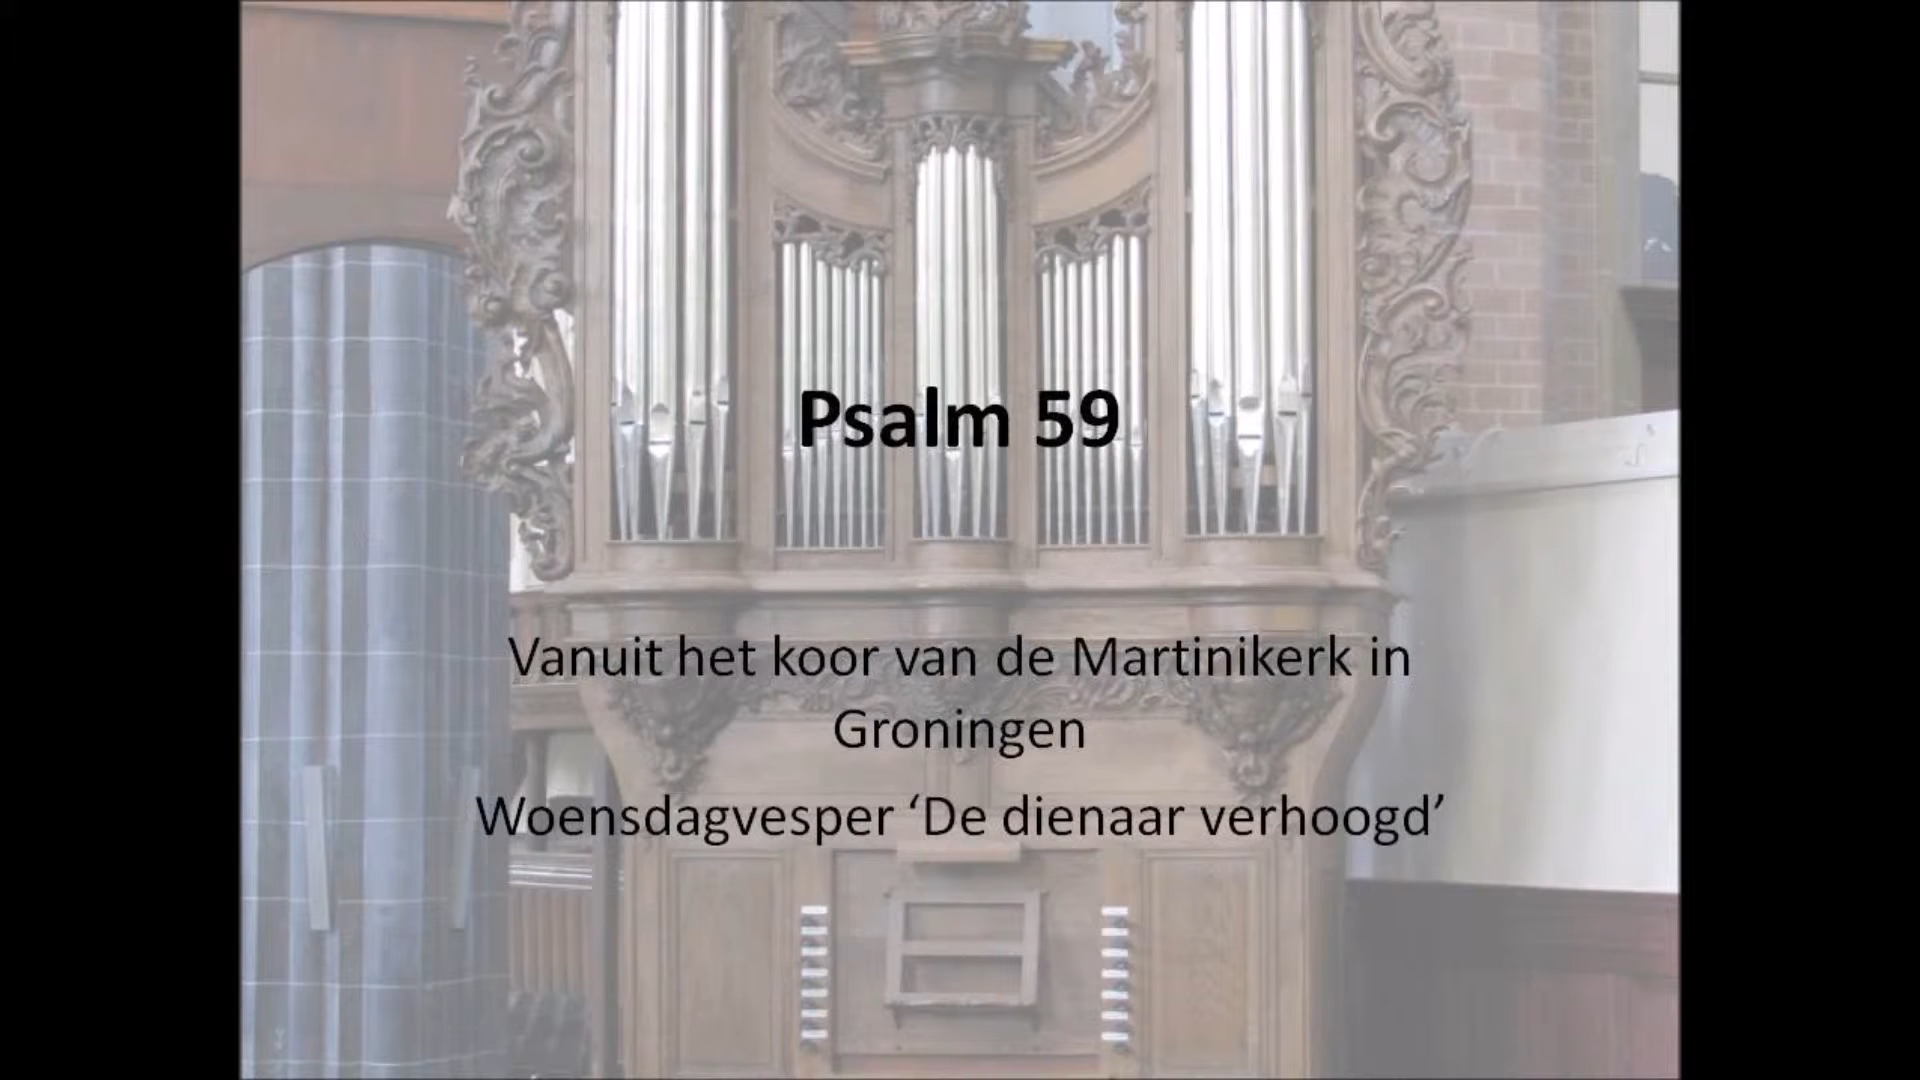 Psalm 59
Vanuit het koor van de Martinikerk in
Groningen
Woensdagvesper ‘De dienaar verhoogd’